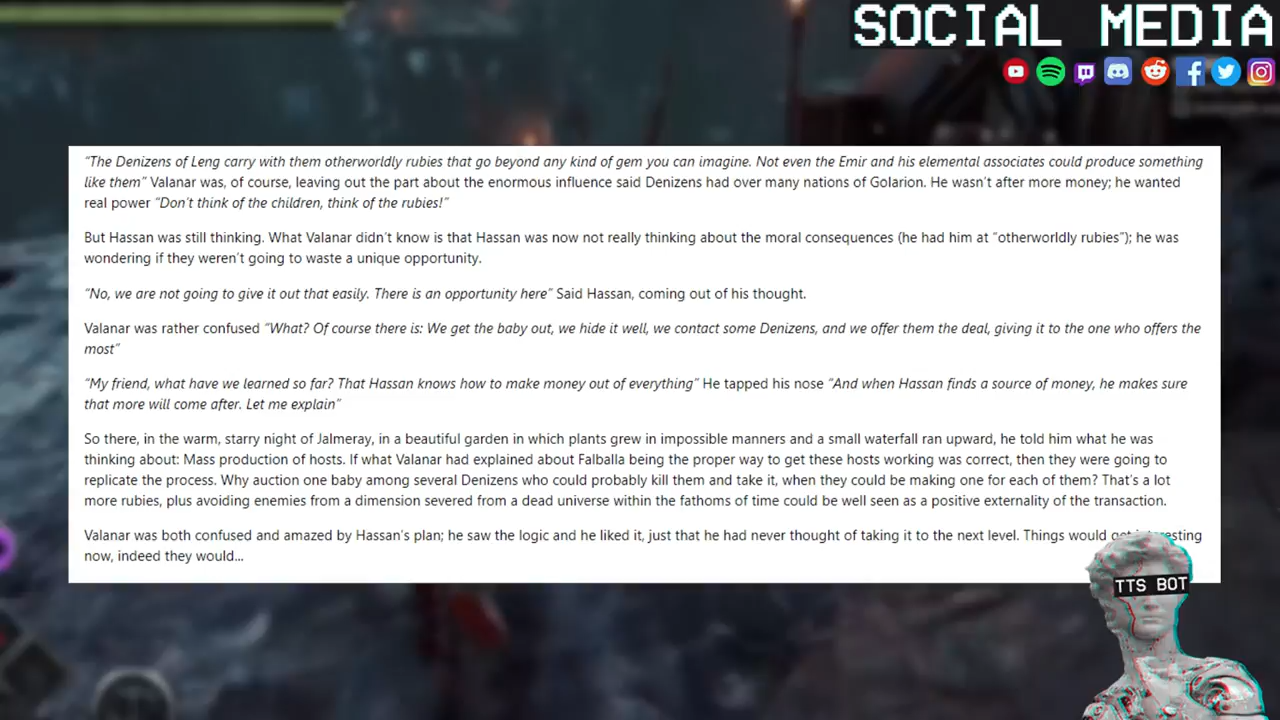 SOCIAL MEDIA
“The Denizens of Leng carry with them otherworldly rubies that go beyond any kind of gem you can imagine. Not even the Emir and his elemental associates could produce something
like them” Valanar was, of course, leaving out the part about the enormous influence said Denizens had over many nations of Golarion. He wasn’t after more money; he wanted
real power “Don’t think of the children, think of the rubies!”
But Hassan was still thinking. What Valanar didn’t know is that Hassan was now not really thinking about the moral consequences (he had him at “otherworldly rubies”); he was
wondering if they weren’t going to waste a unique opportunity.
“No, we are not going to give it out that easily. There is an opportunity here” Said Hassan, coming out of his thought.
Valanar was rather confused “What? Of course there is: We get the baby out, we hide it well, we contact some Denizens, and we offer them the deal, giving it to the one who offers the
most”
“My friend, what have we learned so far? That Hassan knows how to make money out of everything” He tapped his nose “And when Hassan finds a source of money, he makes sure
that more will come after. Let me explain”
So there, in the warm, starry night of Jalmeray, in a beautiful garden in which plants grew in impossible manners and a small waterfall ran upward, he told him what he was
thinking about: Mass production of hosts. If what Valanar had explained about Falballa being the proper way to get these hosts working was correct, then they were going to
replicate the process. Why auction one baby among several Denizens who could probably kill them and take it, when they could be making one for each of them? That’s a lot
more rubies, plus avoiding enemies from a dimension severed from a dead universe within the fathoms of time could be well seen as a positive externality of the transaction.
Valanar was both confused and amazed by Hassan’s plan; he saw the logic and he liked it, just that he had never thought of taking it to the next level. Things would get interesting
now, indeed they would...
TTS BOT